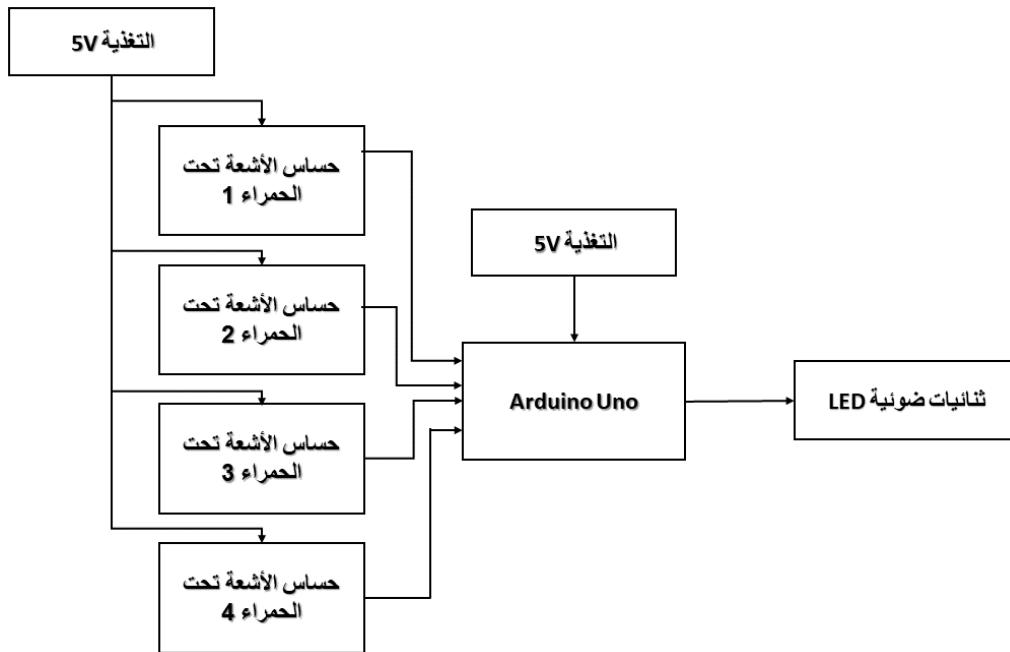 التغذية 5V
حساس الأشعة تحت
الحمراء 1
التغذية 5V
حساس الأشعة تحت
الحمراء 2
Arduino Uno
ثنائيات ضوئية LED
حساس الأشعة تحت
الحمراء 3
حساس الأشعة تحت
الحمراء 4